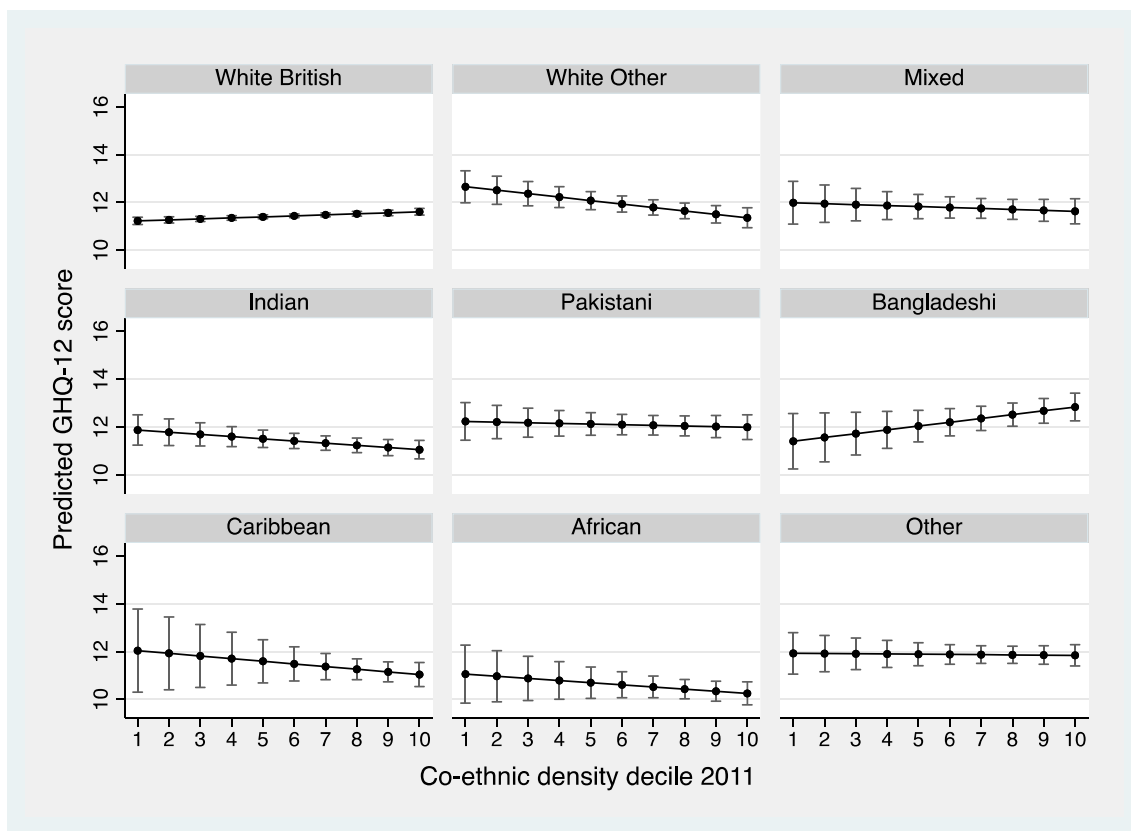 White British
White Other
Mixed
16
14
12
10
Indian
Pakistani
Bangladeshi
16
14
12
10
Caribbean
African
Other
16
14
12
10
Predicted GHQ-12 score
1 2 3 4 5 6 7 8 9 10
1 2 3 4 5 6 7 8 9 10
1 2 3 4 5 6 7 8 9 10
Co-ethnic density decile 2011